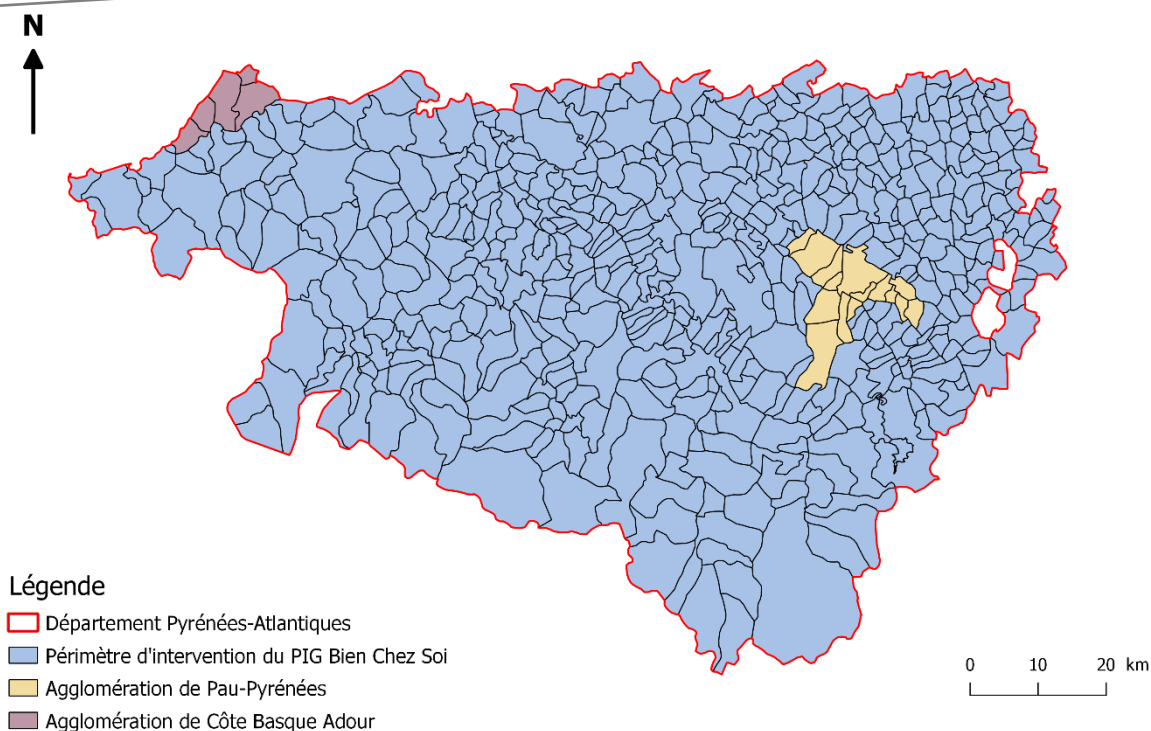 N
Légende
Département Pyrénées-Atlantiques
Périmètre d'intervention du PIG Bien Chez Soi
Agglomération de Pau-Pyrénées
Agglomération de Côte Basque Adour
0 10 20 km